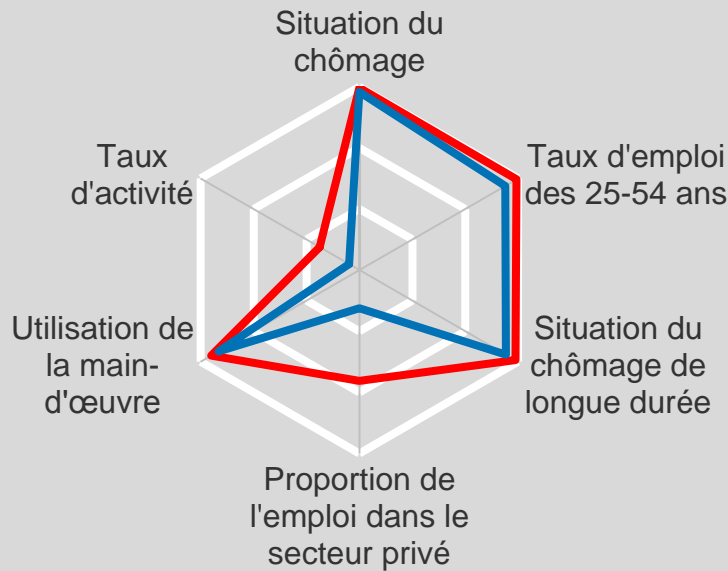 Situation du
chômage
Taux d'emploi
des 25-54 ans
Situation du
chômage de
longue durée
Proportion de
l'emploi dans le
secteur privé
Utilisation de
la main-
d'œuvre
Taux
d'activité